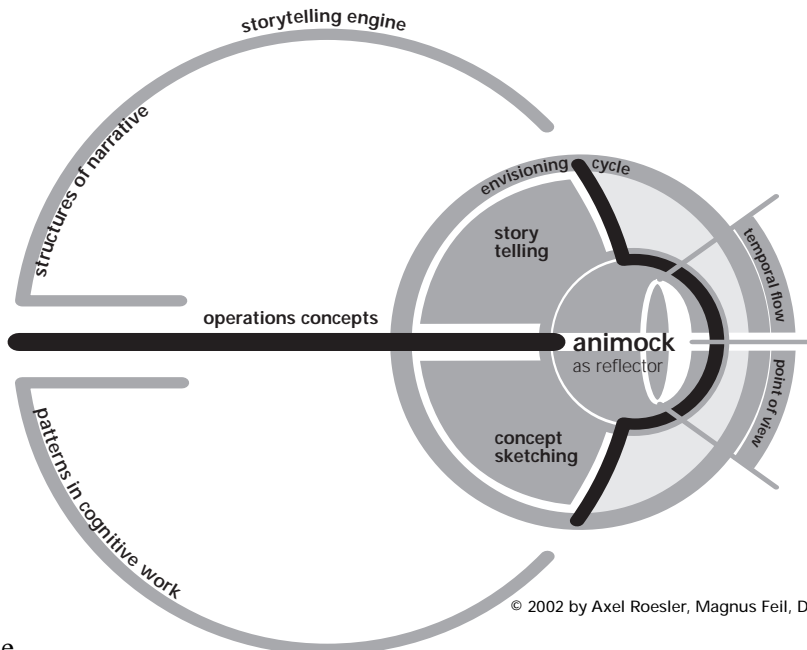 storytelling engine
structures of narrative
envisioning cycle
story
telling
temporal flow
operations concepts
animock
as reflector
point of view
concept
sketching
patterns in cognitive work
© 2002 by Axel Roesler, Magnus Feil, D
e